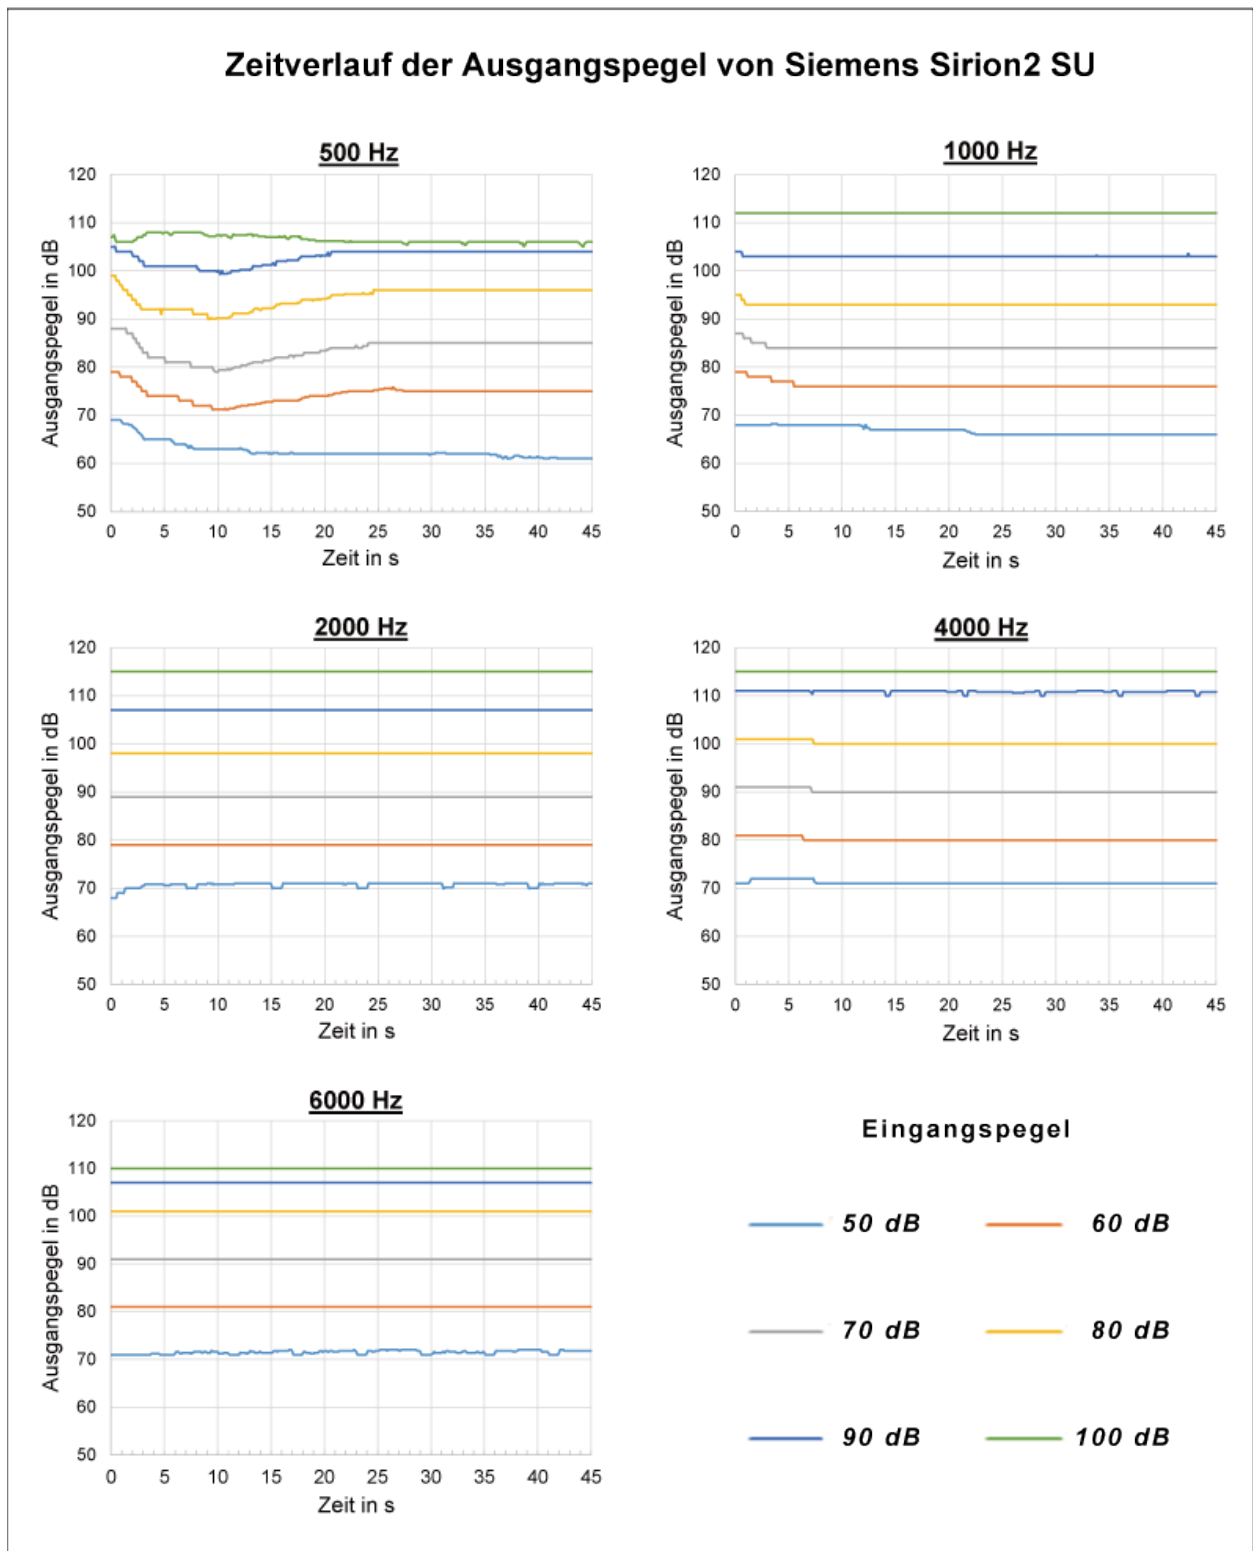 Zeitverlauf der Ausgangspegel von Siemens Sirion2 SU
500 Hz
120
110
100
90
80
70
60
50
Ausgangspegel in dB
0 5 10 15 20 25 30 35 40 45
Zeit in s
1000 Hz
120
110
100
90
80
70
60
50
Ausgangspegel in dB
0 5 10 15 20 25 30 35 40 45
Zeit in s
2000 Hz
120
110
100
90
80
70
60
50
Ausgangspegel in dB
0 5 10 15 20 25 30 35 40 45
Zeit in s
4000 Hz
120
110
100
90
80
70
60
50
Ausgangspegel in dB
0 5 10 15 20 25 30 35 40 45
Zeit in s
6000 Hz
120
110
100
90
80
70
60
50
Ausgangspegel in dB
0 5 10 15 20 25 30 35 40 45
Zeit in s
Eingangspegel
50 dB 60 dB
70 dB 80 dB
90 dB 100 dB